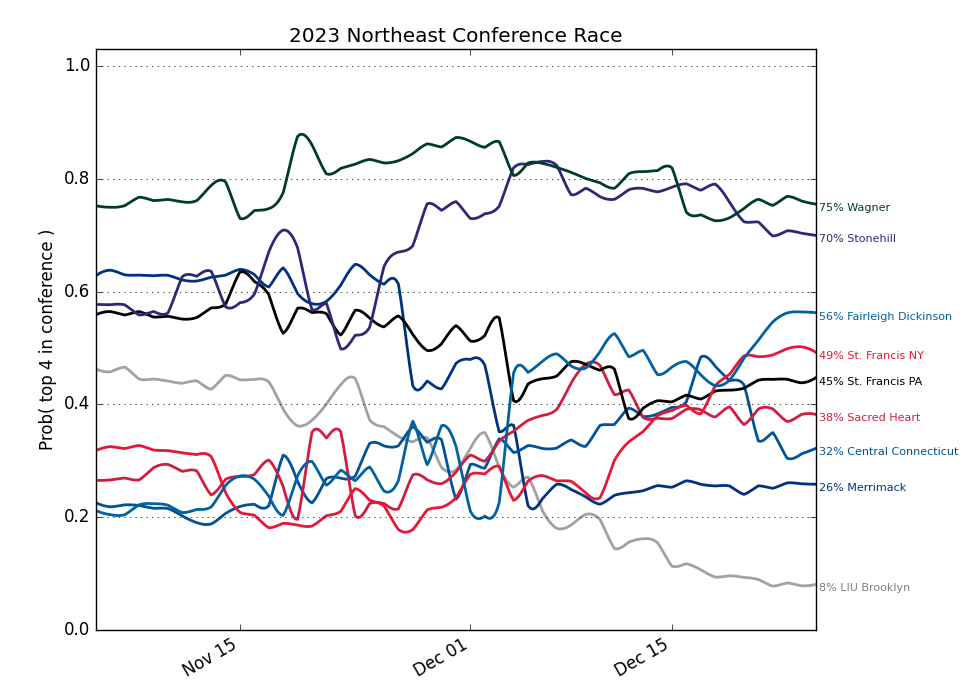 2023 Northeast Conference Race
Prob( top 4 in conference )
1.0
0.8
0.6
0.4
0.2
0.0
Nov 15
Dec 01
Dec 15
75% Wagner
70% Stonehill
56% Fairleigh Dickinson
49% St. Francis NY
45% St. Francis PA
38% Sacred Heart
32% Central Connecticut
26% Merrimack
8% LIU Brooklyn